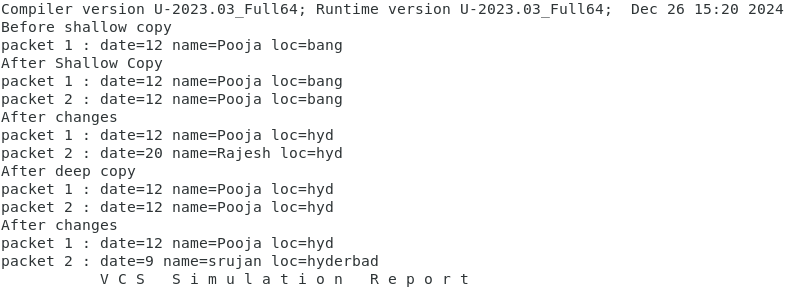 Compiler version U-2023.03_Full64; Runtime version U-2023.03_Full64;  Dec 26 15:20 2024
Before shallow copy
packet 1 : date=12 name=Pooja loc=bang
After Shallow Copy
packet 1 : date=12 name=Pooja loc=bang
packet 2 : date=12 name=Pooja loc=bang
After changes
packet 1 : date=12 name=Pooja loc=hyd
packet 2 : date=20 name=Rajesh loc=hyd
After deep copy
packet 1 : date=12 name=Pooja loc=hyd
packet 2 : date=12 name=Pooja loc=hyd
After changes
packet 1 : date=12 name=Pooja loc=hyd
packet 2 : date=9 name=srujan loc=hyderbad
           V C S   S i m u l a t i o n   R e p o r t